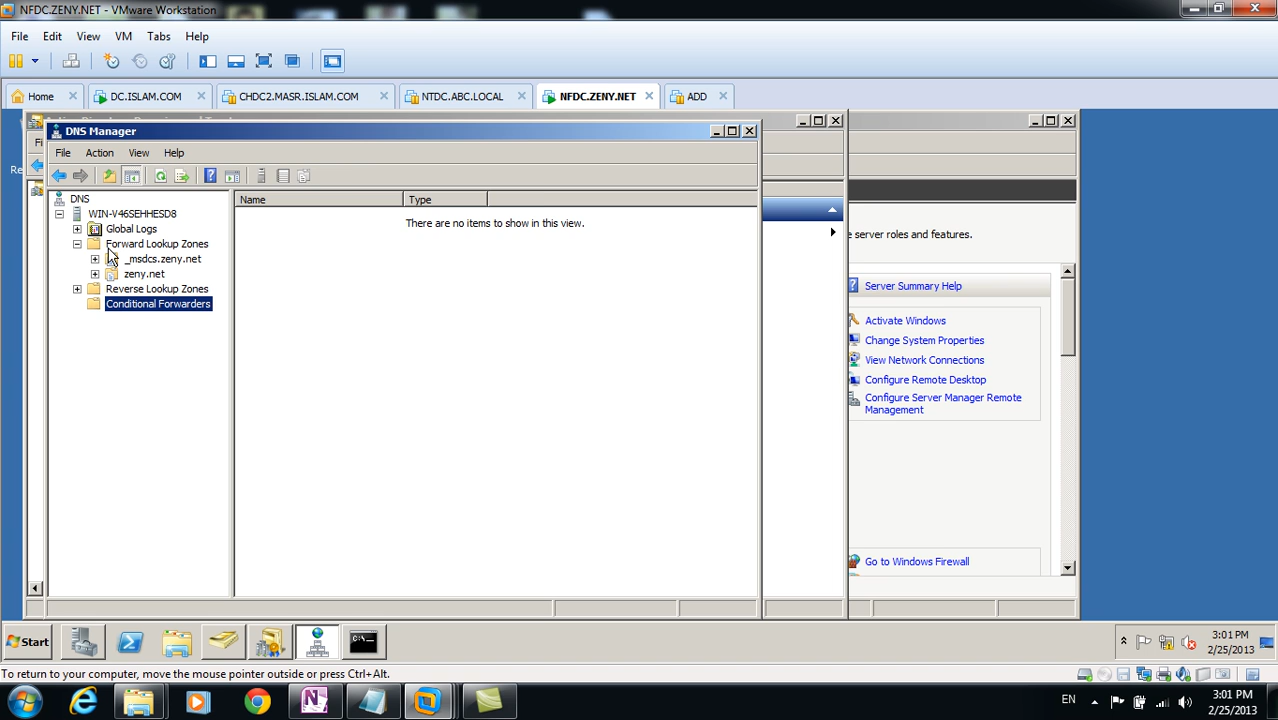 NFDC.ZENY.NET - VMware Workstation
File Edit View VM Tabs Help
Home DC.ISLAM.COM CHDC2.MASR.ISLAM.COM NTDC.ABC.LOCAL NFDC.ZENY.NET ADD
DNS Manager
File Action View Help
DNS
WIN-V46SEHHESD8
Global Logs
Forward Lookup Zones
_msdcs.zeny.net
zeny.net
Reverse Lookup Zones
Conditional Forwarders
Name Type
There are no items to show in this view.
e server roles and features.
Server Summary Help
Activate Windows
Change System Properties
View Network Connections
Configure Remote Desktop
Configure Server Manager Remote
Management
Go to Windows Firewall
Re
Fi
Start
3:01 PM
2/25/2013
To return to your computer, move the mouse pointer outside or press Ctrl+Alt.
EN
3:01 PM
2/25/2013